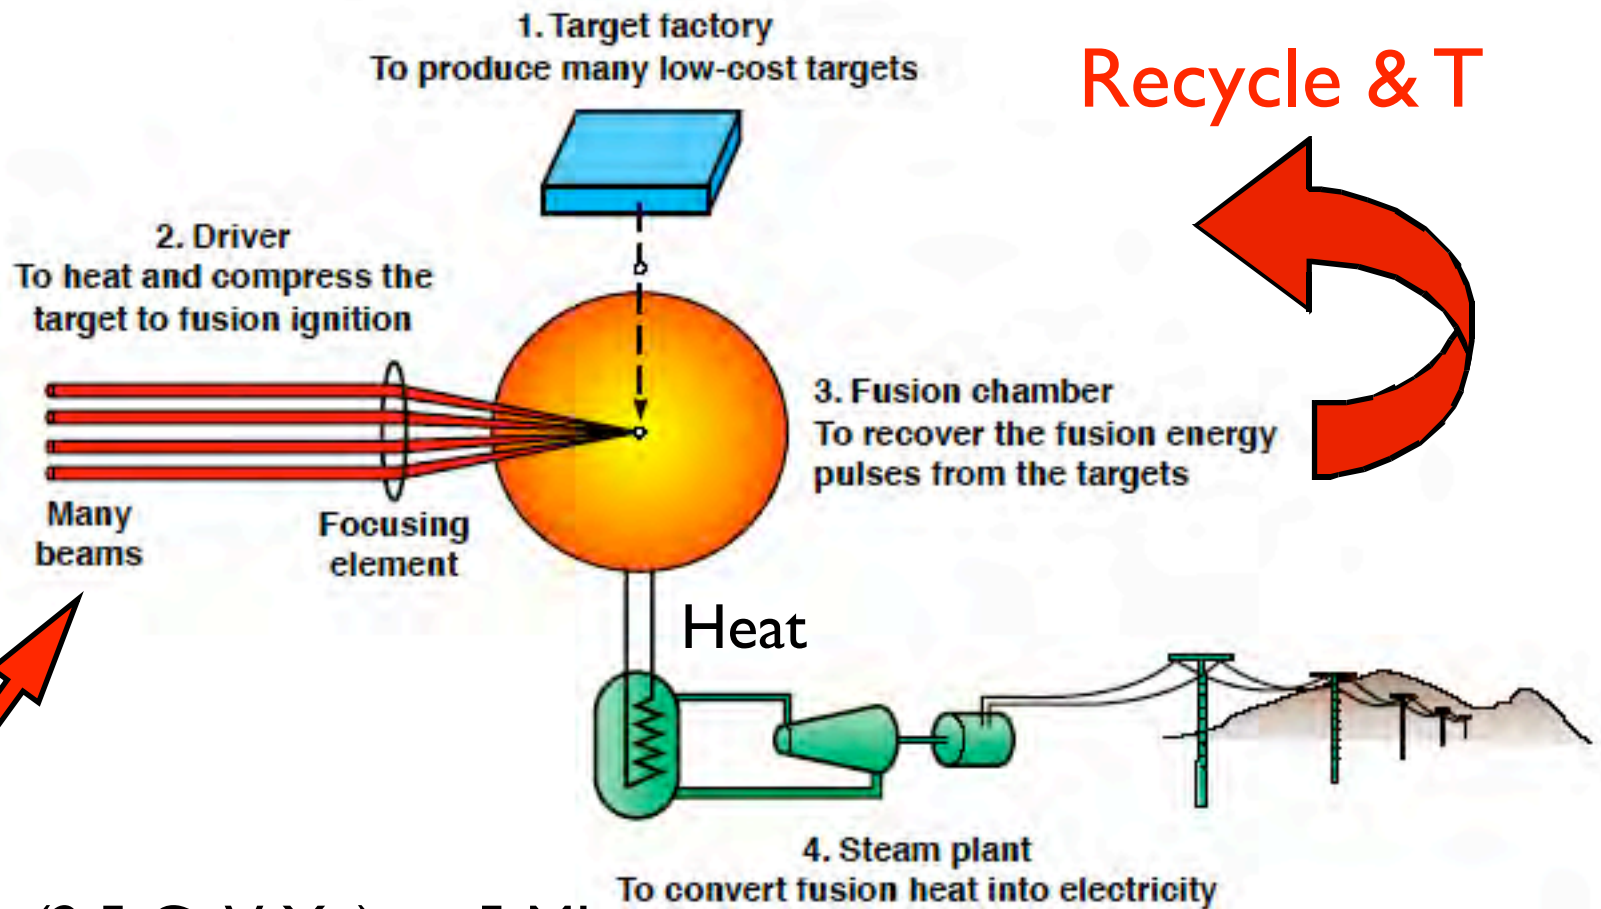 1. Target factory
To produce many low-cost targets
Recycle & T
2. Driver
To heat and compress the
target to fusion ignition
3. Fusion chamber
To recover the fusion energy
pulses from the targets
Many
beams
Focusing
element
Heat
4. Steam plant
To convert fusion heat into electricity